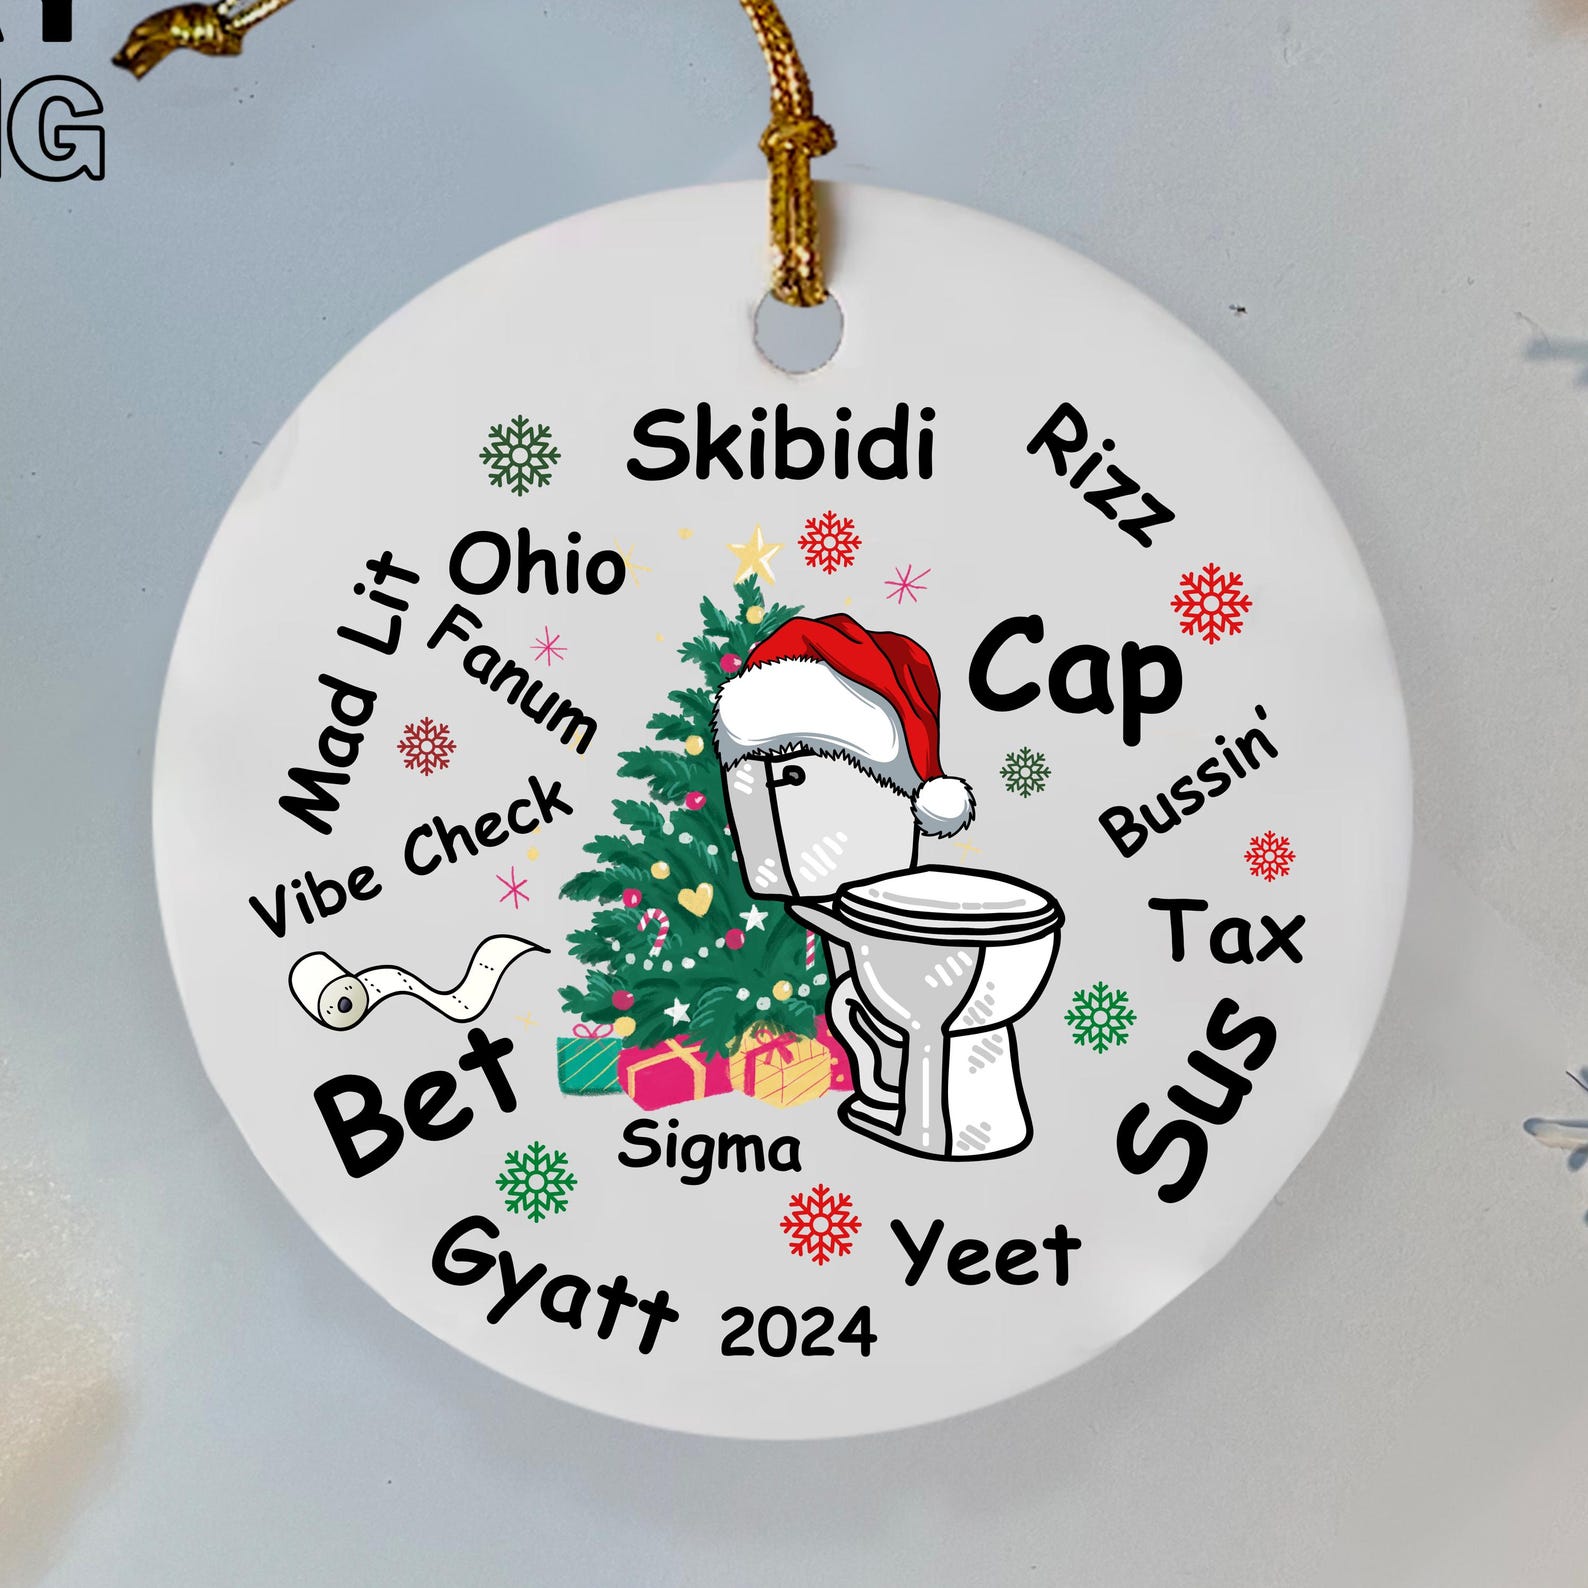 G
Skibidi
Rizz
Ohio
Mad Lit
Fanum
Cap
Vibe Check
Bussin'
Tax
Bet
Sus
Sigma
Gyatt
Yeet
2024